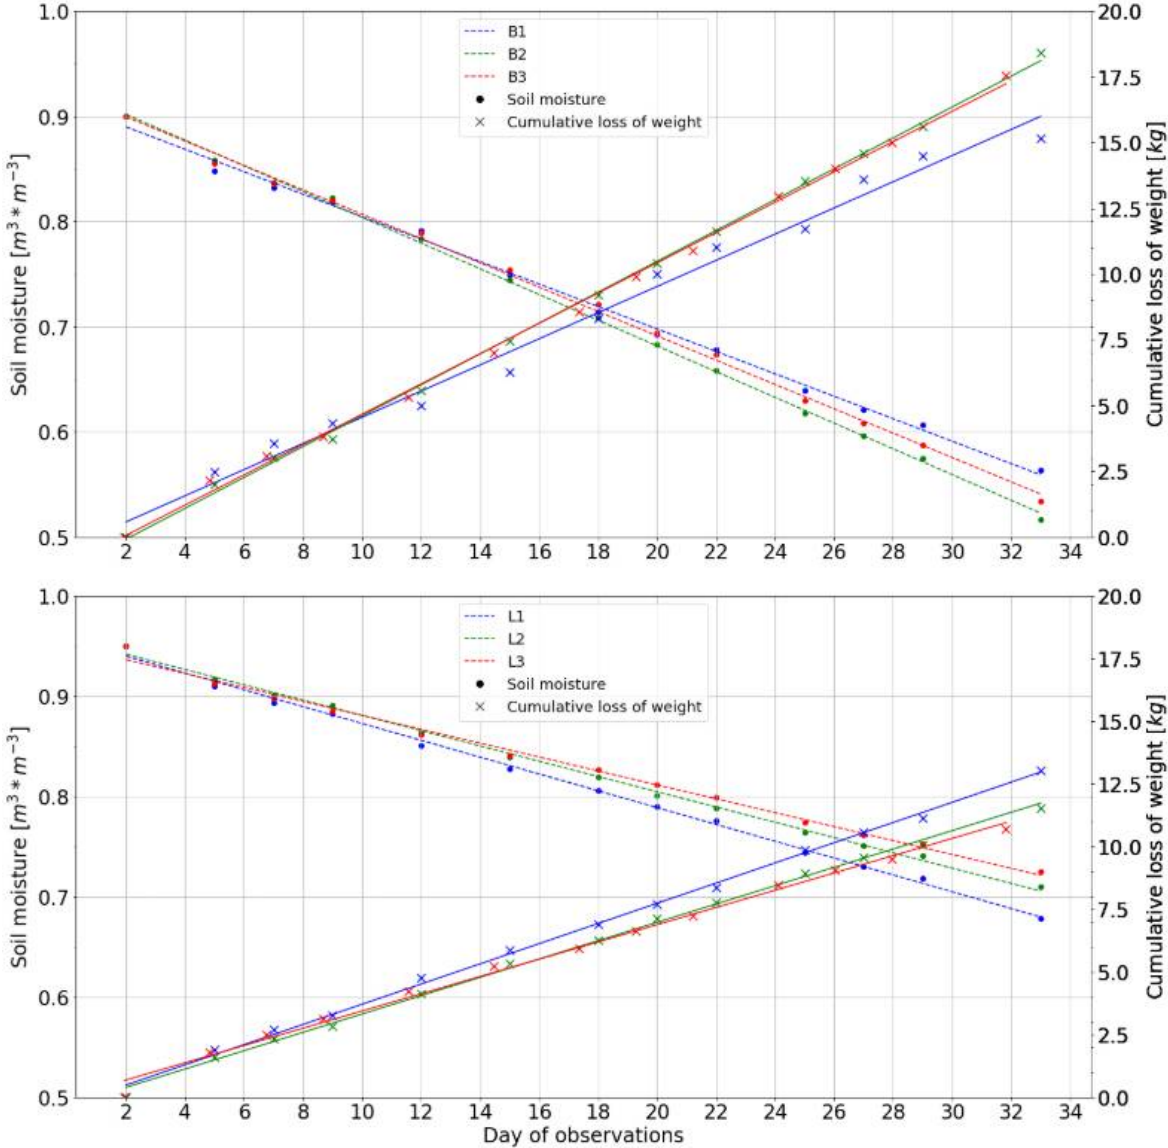 1.0
0.9
0.8
0.7
0.6
0.5
Soil moisture [m³ * m⁻³]
B1
B2
B3
Soil moisture
Cumulative loss of weight
20.0
17.5
15.0
12.5
10.0
7.5
5.0
2.5
0.0
Cumulative loss of weight [kg]
2 4 6 8 10 12 14 16 18 20 22 24 26 28 30 32 34
1.0
0.9
0.8
0.7
0.6
0.5
Soil moisture [m³ * m⁻³]
L1
L2
L3
Soil moisture
Cumulative loss of weight
20.0
17.5
15.0
12.5
10.0
7.5
5.0
2.5
0.0
Cumulative loss of weight [kg]
2 4 6 8 10 12 14 16 18 20 22 24 26 28 30 32 34
Day of observations